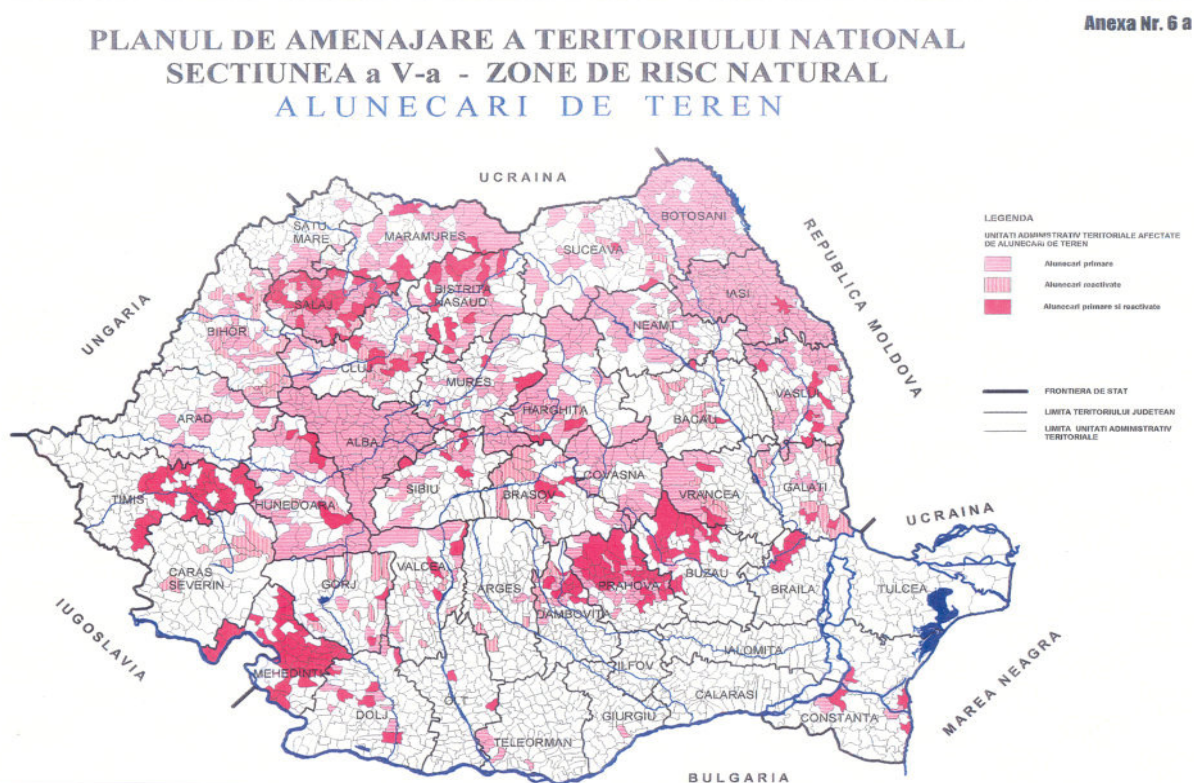 Anexa Nr. 6 a
PLANUL DE AMENAJARE A TERITORIULUI NATIONAL
SECTIUNEA a V-a - ZONE DE RISC NATURAL
ALUNECARI DE TEREN
UCRAINA
SATU
MARE
MARAMURES
SUCEAVA
BOTOSANI
REPUBLICA MOLDOVA
UNGARIA
SALAJ
BISTRITA
NASAUD
IASI
BIHOR
NEAMT
CLUJ
MURES
VASLUI
ARAD
HARGHITA
BACAU
ALBA
TIMIS
HUNEDOARA
SIBIU
BRASOV
COVASNA
VRANCEA
GALATI
UCRAINA
CARAS
SEVERIN
GORJ
VALCEA
ARGES
PRAHOVA
BUZAU
BRAILA
TULCEA
DAMBOVITA
IUGOSLAVIA
MEHEDINTI
IALOMITA
ILFOV
CALARASI
OLT
DOLJ
GIURGIU
CONSTANTA
TELEORMAN
MAREA NEAGRA
BULGARIA
LEGENDA
UNITATI ADMINISTRATIV TERITORIALE AFECTATE
DE ALUNECARI DE TEREN
Alunecari primare
Alunecari reactivate
Alunecari primare si reactivate
FRONTIERA DE STAT
LIMITA TERITORIULUI JUDETEAN
LIMITA UNITATI ADMINISTRATIV
TERITORIALE